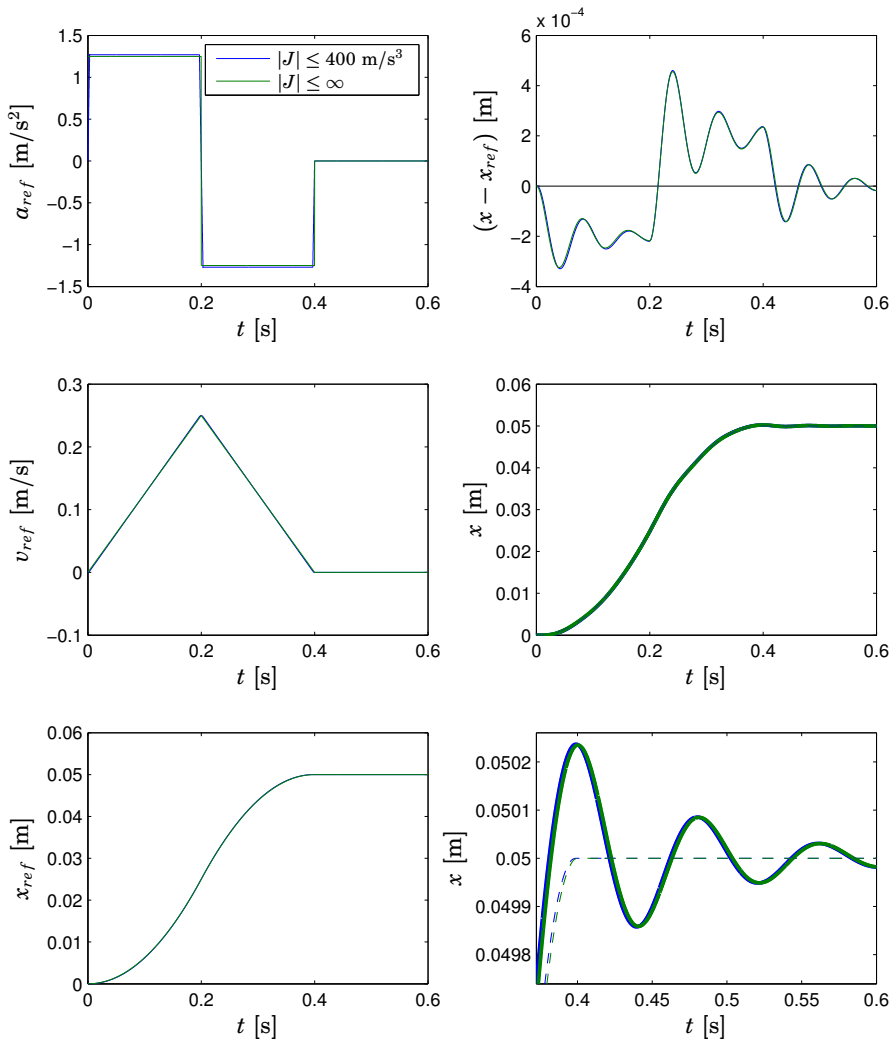 1.5
1
0.5
0
−0.5
−1
−1.5
a_ref [m/s²]
|J| ≤ 400 m/s³
|J| ≤ ∞
0 0.2 0.4 0.6
t [s]
x 10⁻⁴
6
4
2
0
−2
−4
(x − x_ref) [m]
0 0.2 0.4 0.6
t [s]
0.3
0.2
0.1
0
−0.1
v_ref [m/s]
0 0.2 0.4 0.6
t [s]
0.06
0.05
0.04
0.03
0.02
0.01
0
x [m]
0 0.2 0.4 0.6
t [s]
0.06
0.05
0.04
0.03
0.02
0.01
0
x_ref [m]
0 0.2 0.4 0.6
t [s]
0.0502
0.0501
0.05
0.0499
0.0498
x [m]
0.4 0.45 0.5 0.55 0.6
t [s]